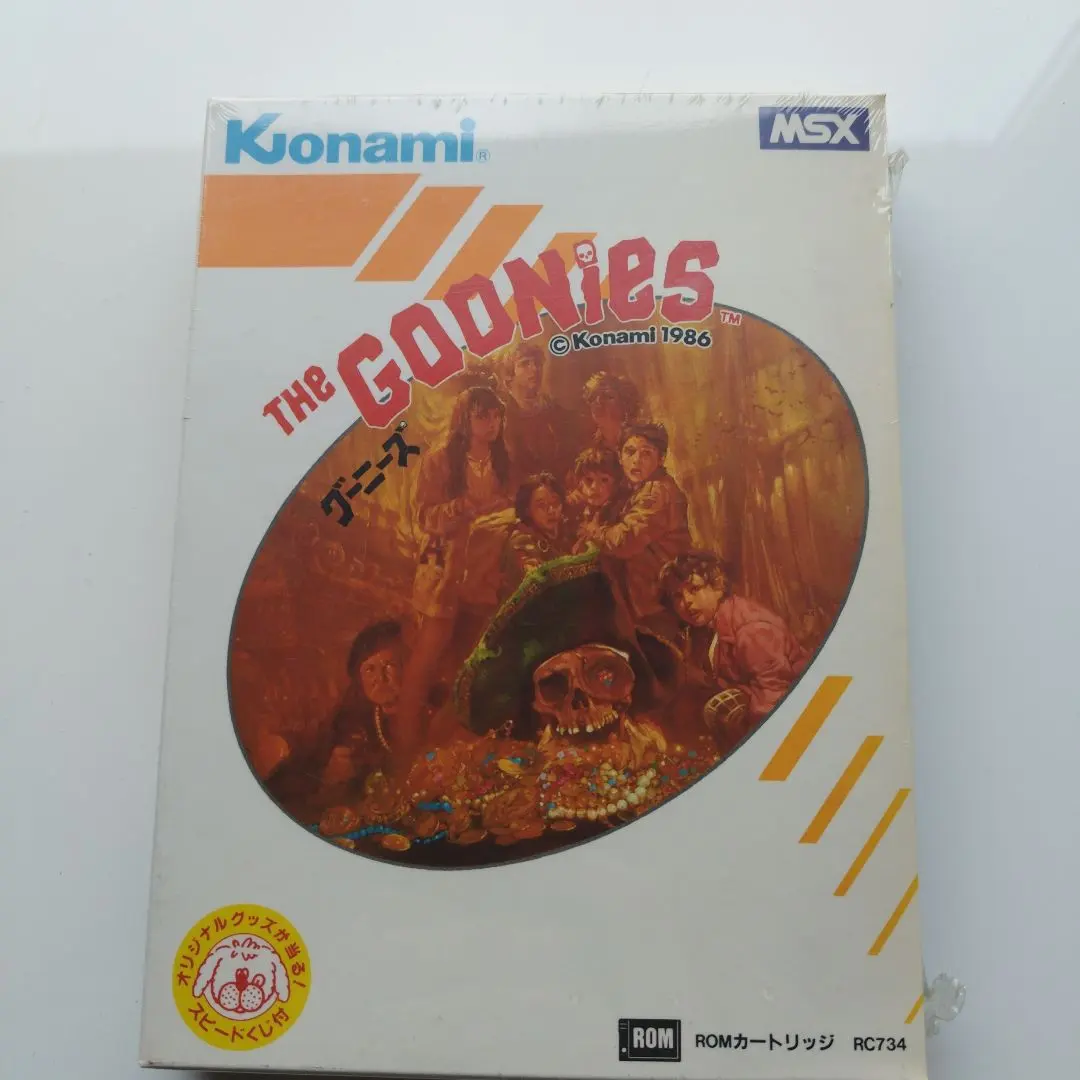 Konami®
MSX
THE GOONiES™
© Konami 1986
グーニーズ
オリジナルグッズが当る!
スピードくじ付
ROM
ROMカートリッジ RC734